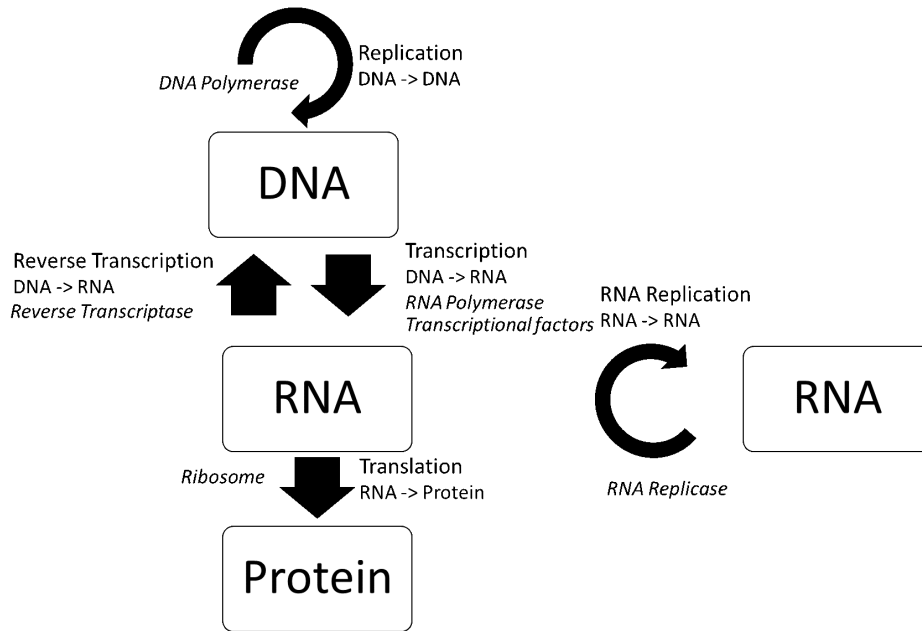 Replication
DNA -> DNA
DNA Polymerase
DNA
Reverse Transcription
DNA -> RNA
Reverse Transcriptase
Transcription
DNA -> RNA
RNA Polymerase
Transcriptional factors
RNA Replication
RNA -> RNA
RNA
RNA
Ribosome
Translation
RNA -> Protein
RNA Replicase
Protein